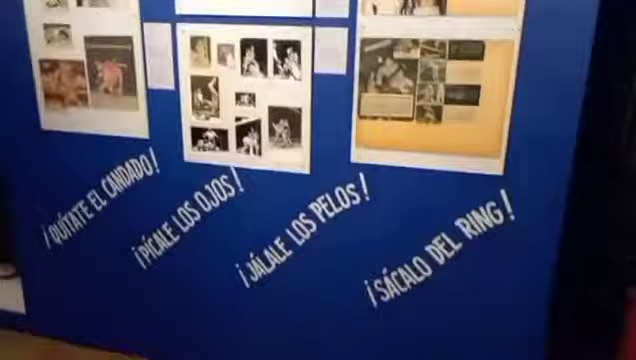 ¡QUÍTATE EL CANDADO!
¡PÍCALE LOS OJOS!
¡JÁLALE LOS PELOS!
¡SÁCALO DEL RING!